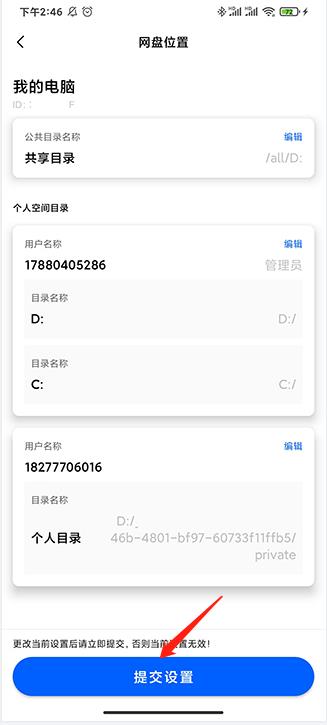 下午2:46
72
网盘位置
我的电脑
ID: : F
公共目录名称 编辑
共享目录 /all/D:
个人空间目录
用户名称 编辑
17880405286 管理员
目录名称
D: D:/
目录名称
C: C:/
用户名称 编辑
18277706016
目录名称
D:/
个人目录 46b-4801-bf97-60733f11ffb5/
private
更改当前设置后请立即提交，否则当前设置无效！
提交设置